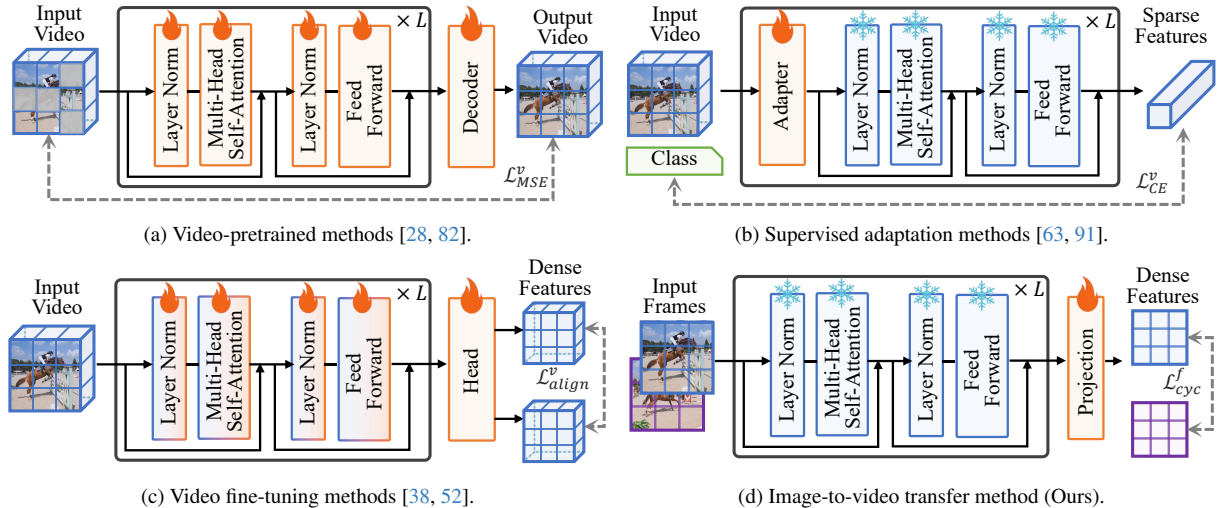 Input
Video
Layer Norm
Multi-Head
Self-Attention
Layer Norm
Feed
Forward
× L
Decoder
Output
Video
ℒᵛ_MSE
(a) Video-pretrained methods [28, 82].
Input
Video
Class
Adapter
Layer Norm
Multi-Head
Self-Attention
Layer Norm
Feed
Forward
× L
Sparse
Features
ℒᵛ_CE
(b) Supervised adaptation methods [63, 91].
Input
Video
Layer Norm
Multi-Head
Self-Attention
Layer Norm
Feed
Forward
× L
Head
Dense
Features
ℒᵛ_align
(c) Video fine-tuning methods [38, 52].
Input
Frames
Layer Norm
Multi-Head
Self-Attention
Layer Norm
Feed
Forward
× L
Projection
Dense
Features
ℒᶠ_cyc
(d) Image-to-video transfer method (Ours).